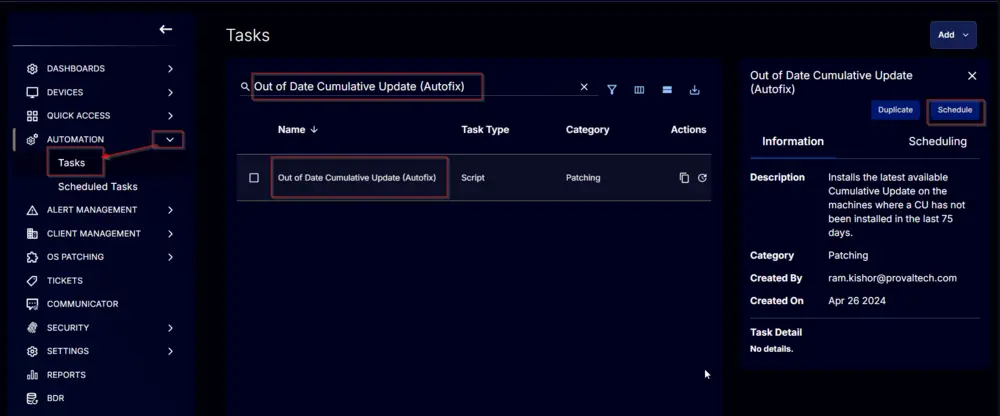 DASHBOARDS
DEVICES
QUICK ACCESS
AUTOMATION
Tasks
Scheduled Tasks
ALERT MANAGEMENT
CLIENT MANAGEMENT
OS PATCHING
TICKETS
COMMUNICATOR
SECURITY
SETTINGS
REPORTS
BDR
Tasks
Add
Out of Date Cumulative Update (Autofix)
Name Task Type Category Actions
Out of Date Cumulative Update (Autofix) Script Patching
Out of Date Cumulative Update
(Autofix)
Duplicate Schedule
Information Scheduling
Description Installs the latest available
Cumulative Update on the
machines where a CU has not
been installed in the last 75
days.
Category Patching
Created By ram.kishor@provaltech.com
Created On Apr 26 2024
Task Detail
No details.